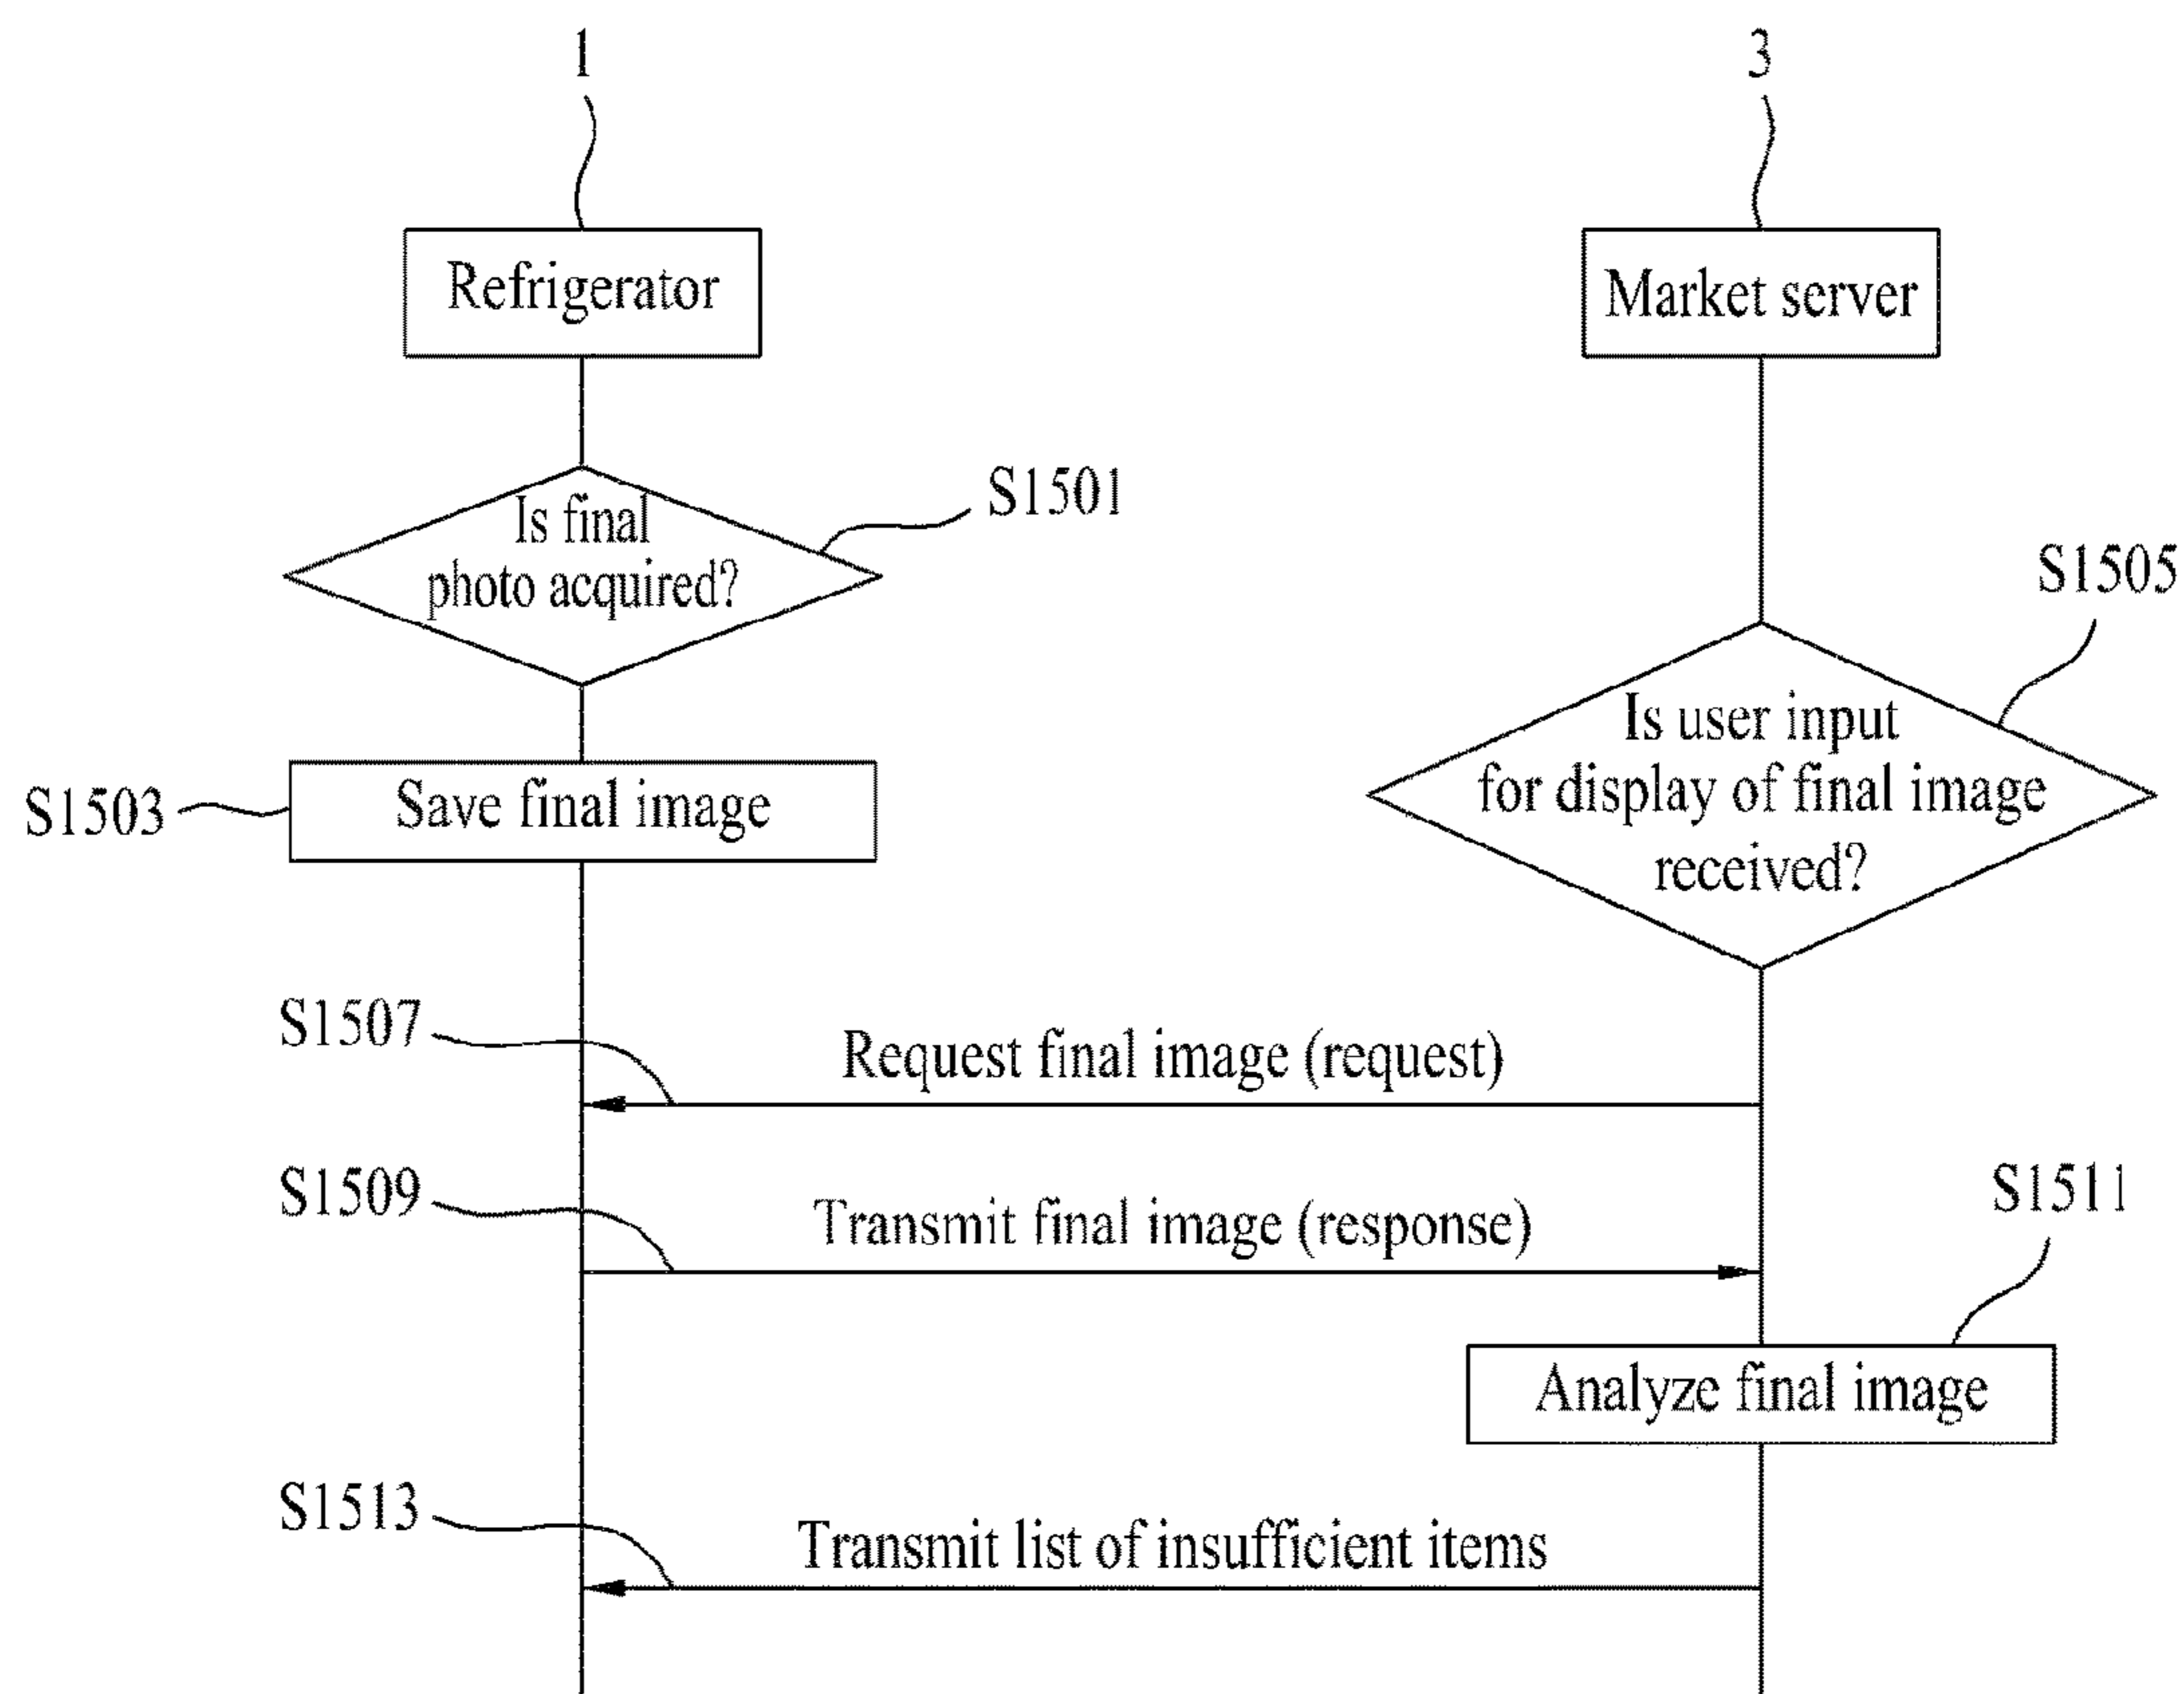 1
3
Refrigerator
Market server
S1501
Is final
photo acquired?
S1505
S1503
Save final image
Is user input
for display of final image
received?
S1507
Request final image (request)
S1509
Transmit final image (response)
S1511
Analyze final image
S1513
Transmit list of insufficient items